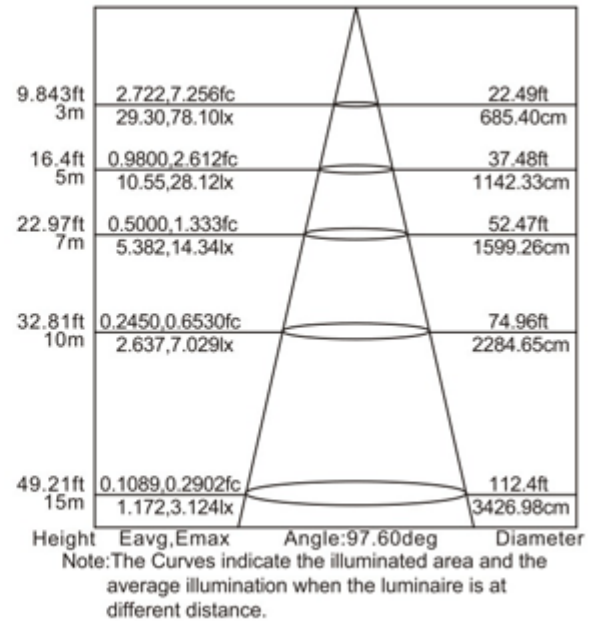 9.843ft 2.722,7.256fc 22.49ft
3m 29.30,78.10lx 685.40cm
16.4ft 0.9800,2.612fc 37.48ft
5m 10.55,28.12lx 1142.33cm
22.97ft 0.5000,1.333fc 52.47ft
7m 5.382,14.34lx 1599.26cm
32.81ft 0.2450,0.6530fc 74.96ft
10m 2.637,7.029lx 2284.65cm
49.21ft 0.1089,0.2902fc 112.4ft
15m 1.172,3.124lx 3426.98cm
Height Eavg,Emax Angle:97.60deg Diameter
Note:The Curves indicate the illuminated area and the
average illumination when the luminaire is at
different distance.